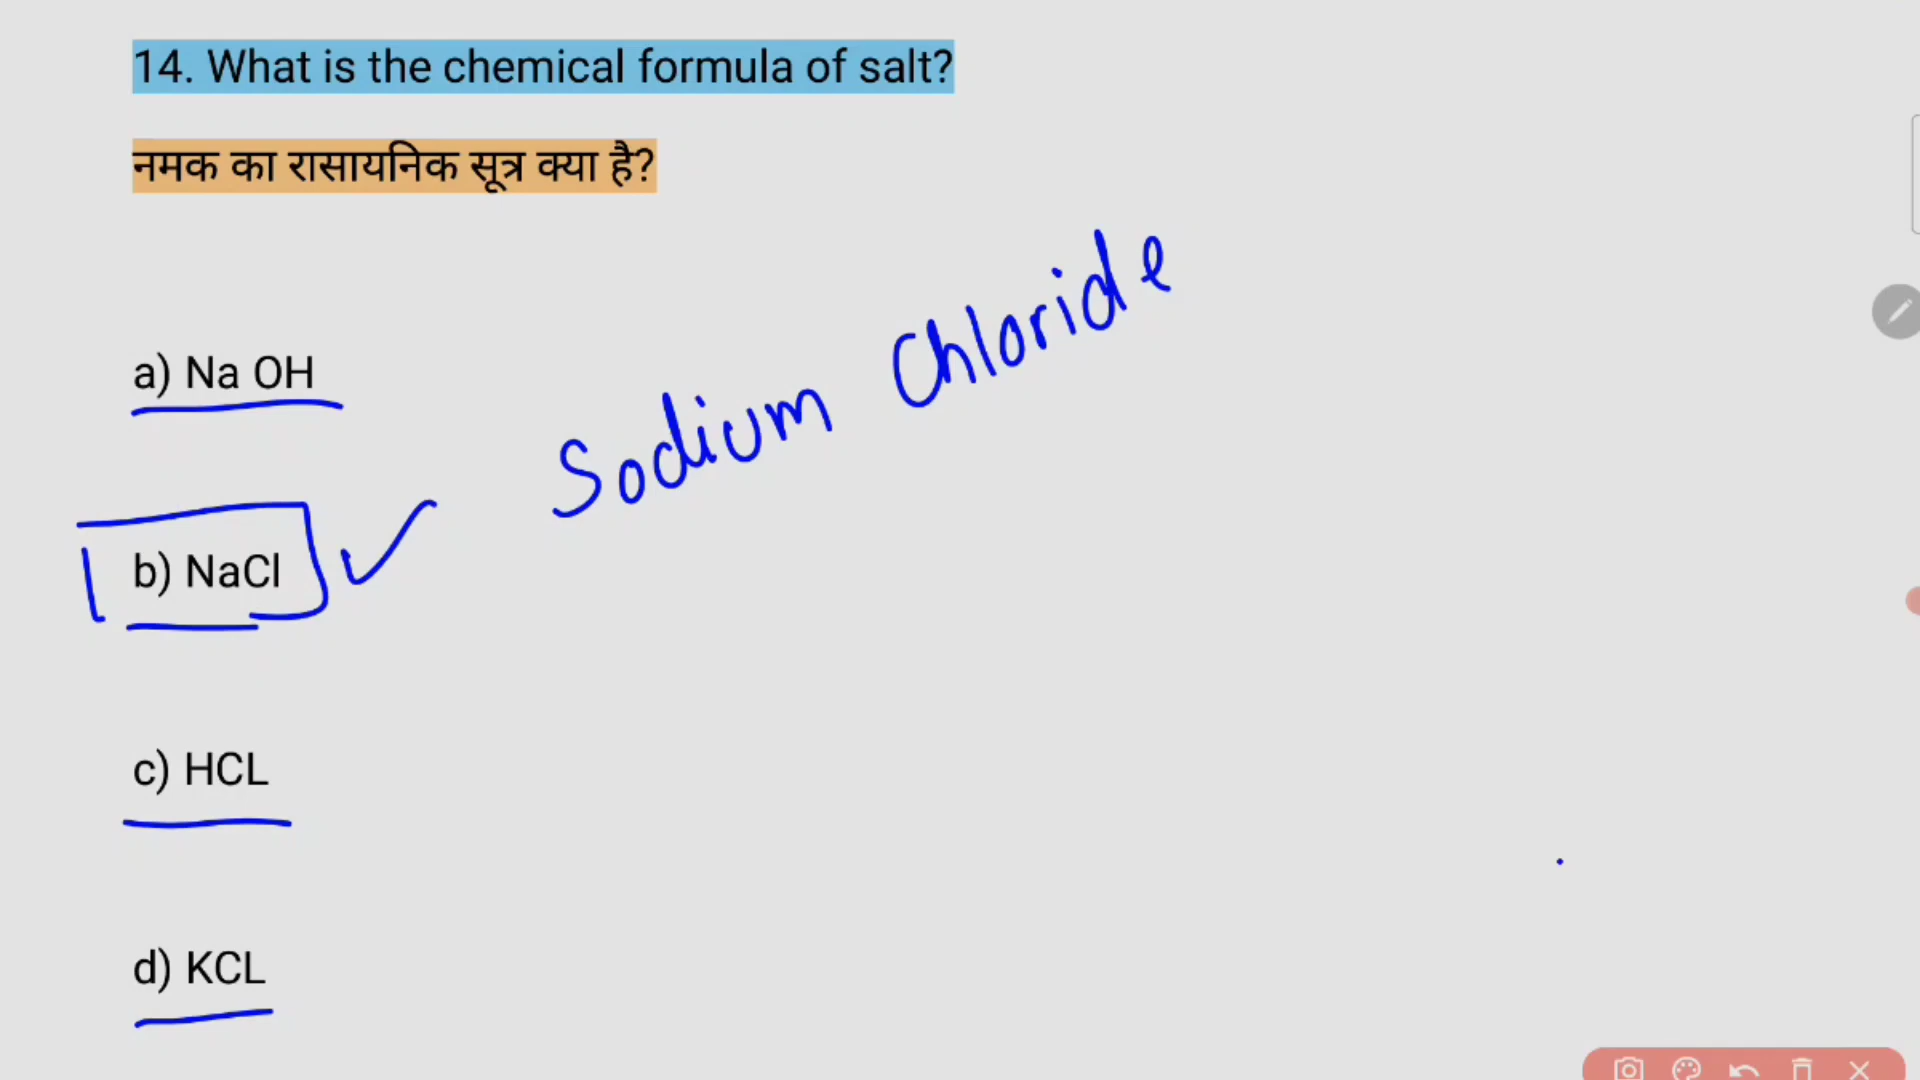 14. What is the chemical formula of salt?
नमक का रासायनिक सूत्र क्या है?
a) Na OH
Sodium Chloride
b) NaCl
c) HCL
d) KCL